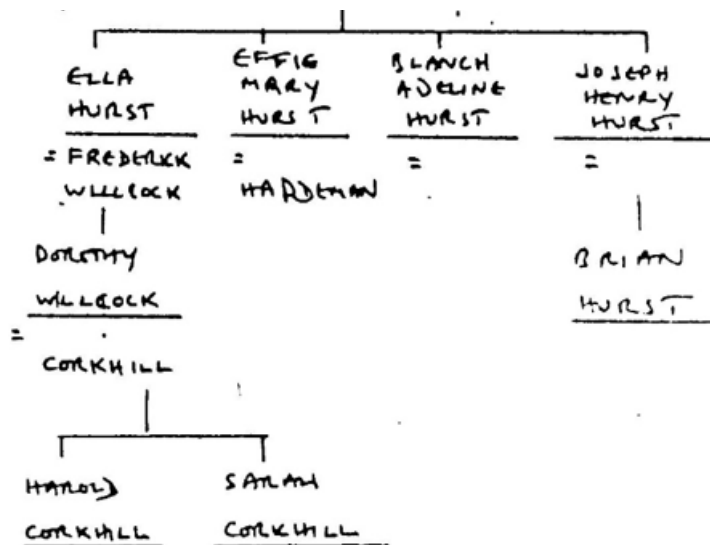 ELLA
HURST
= FREDERICK
WILLCOCK
EFFIE
MARY
HURST
=
HARDEMAN
BLANCH
ADELINE
HURST
=
JOSEPH
HENRY
HURST
=
DOROTHY
WILLCOCK
=
CORKHILL
BRIAN
HURST
HAROLD
CORKHILL
SARAH
CORKHILL